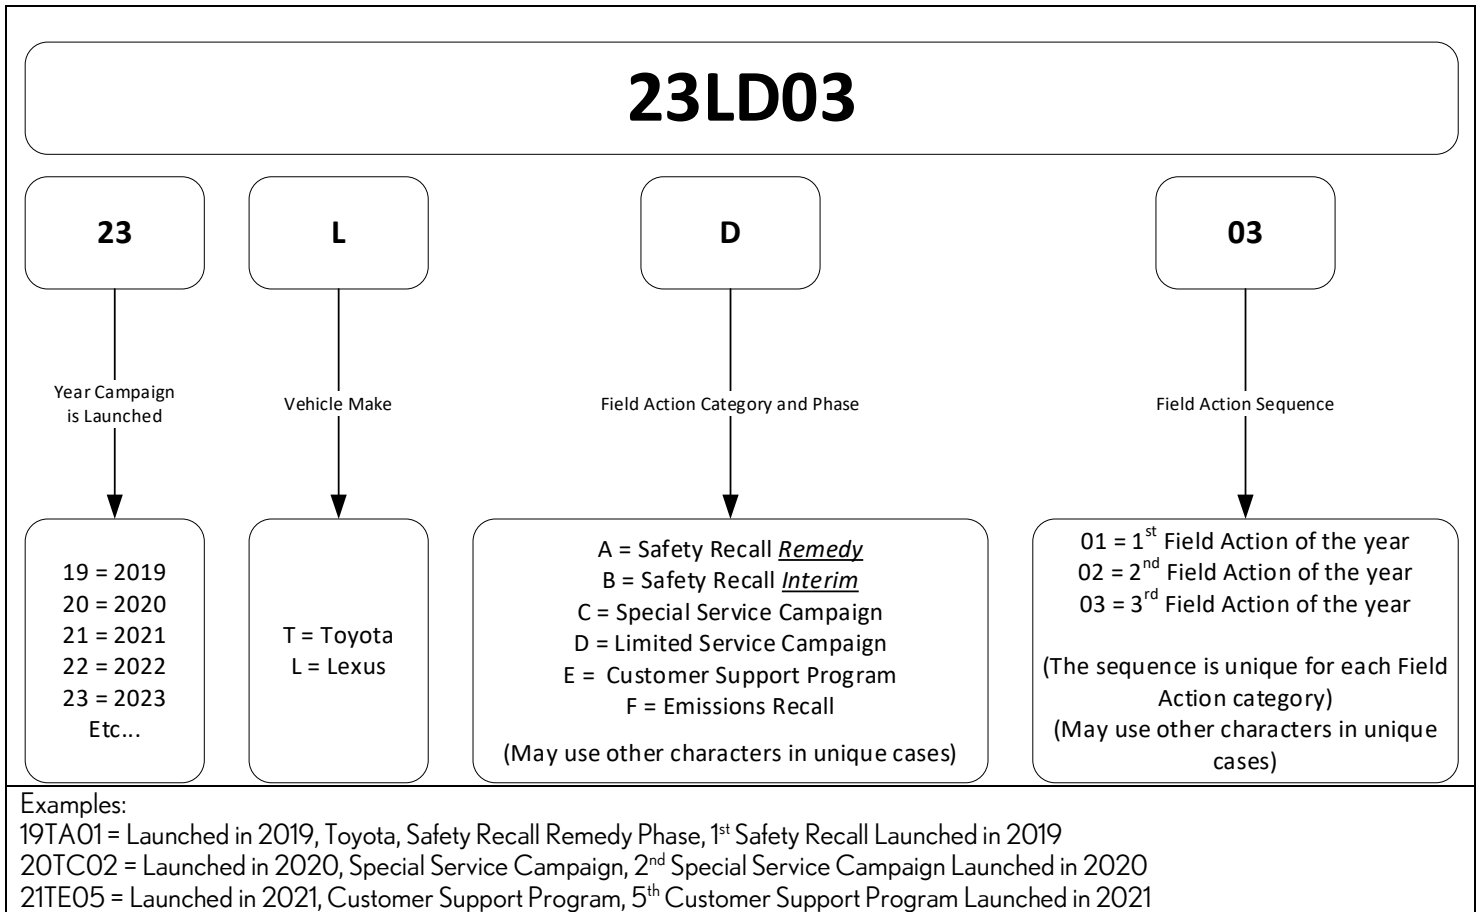 23LD03
23
L
D
03
Year Campaign
is Launched
Vehicle Make
Field Action Category and Phase
Field Action Sequence
19 = 2019
20 = 2020
21 = 2021
22 = 2022
23 = 2023
Etc...
T = Toyota
L = Lexus
A = Safety Recall Remedy
B = Safety Recall Interim
C = Special Service Campaign
D = Limited Service Campaign
E = Customer Support Program
F = Emissions Recall
(May use other characters in unique cases)
01 = 1st Field Action of the year
02 = 2nd Field Action of the year
03 = 3rd Field Action of the year
(The sequence is unique for each Field
Action category)
(May use other characters in unique
cases)
Examples:
19TA01 = Launched in 2019, Toyota, Safety Recall Remedy Phase, 1st Safety Recall Launched in 2019
20TC02 = Launched in 2020, Special Service Campaign, 2nd Special Service Campaign Launched in 2020
21TE05 = Launched in 2021, Customer Support Program, 5th Customer Support Program Launched in 2021